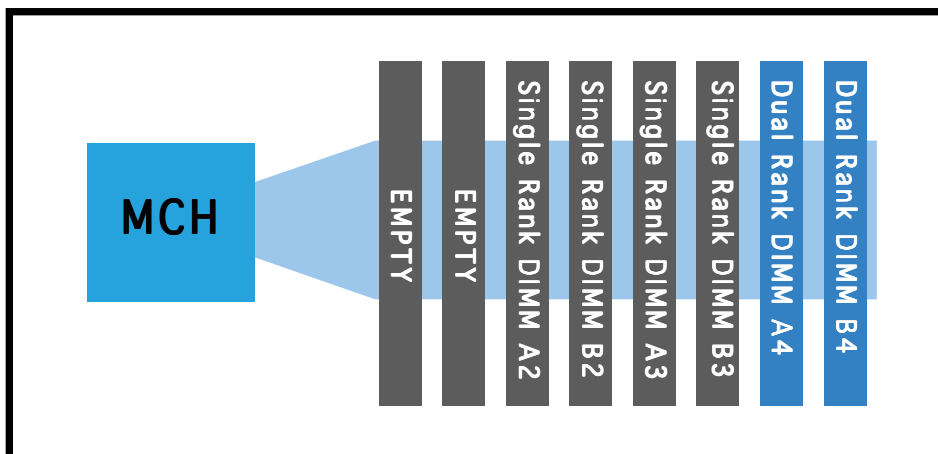 MCH
EMPTY
EMPTY
Single Rank DIMM A2
Single Rank DIMM B2
Single Rank DIMM A3
Single Rank DIMM B3
Dual Rank DIMM A4
Dual Rank DIMM B4